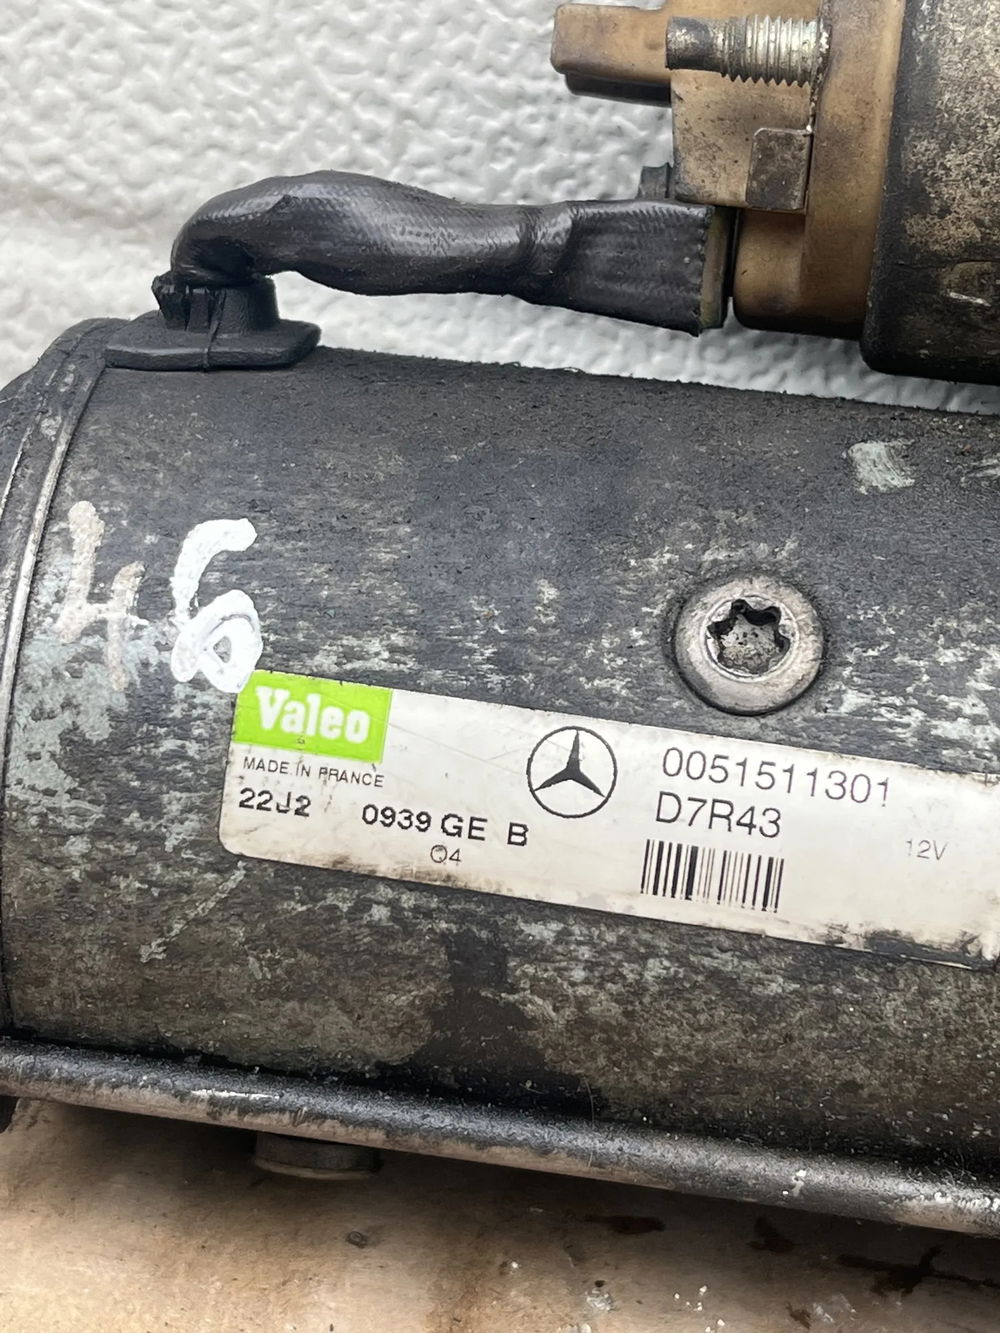 46
Valeo
MADE IN FRANCE
22J2 0939 GE B
Q4
0051511301
D7R43
12V